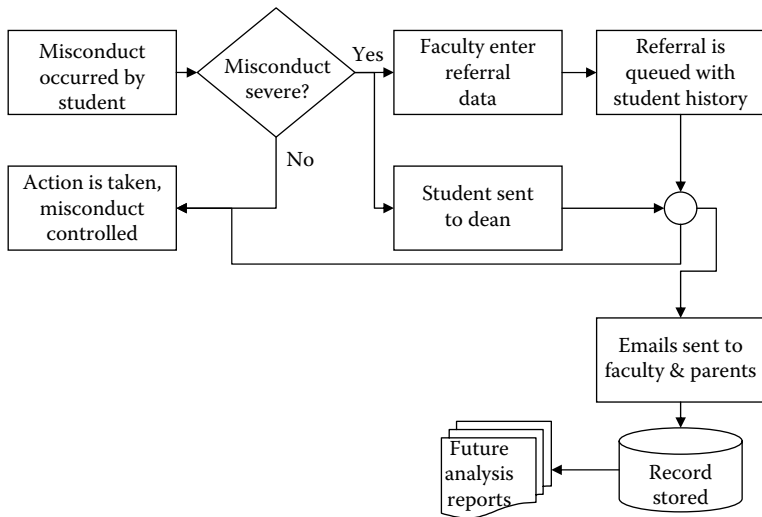 Misconduct
occurred by
student
Misconduct
severe?
Yes
No
Faculty enter
referral
data
Referral is
queued with
student history
Action is taken,
misconduct
controlled
Student sent
to dean
Emails sent to
faculty & parents
Record
stored
Future
analysis
reports